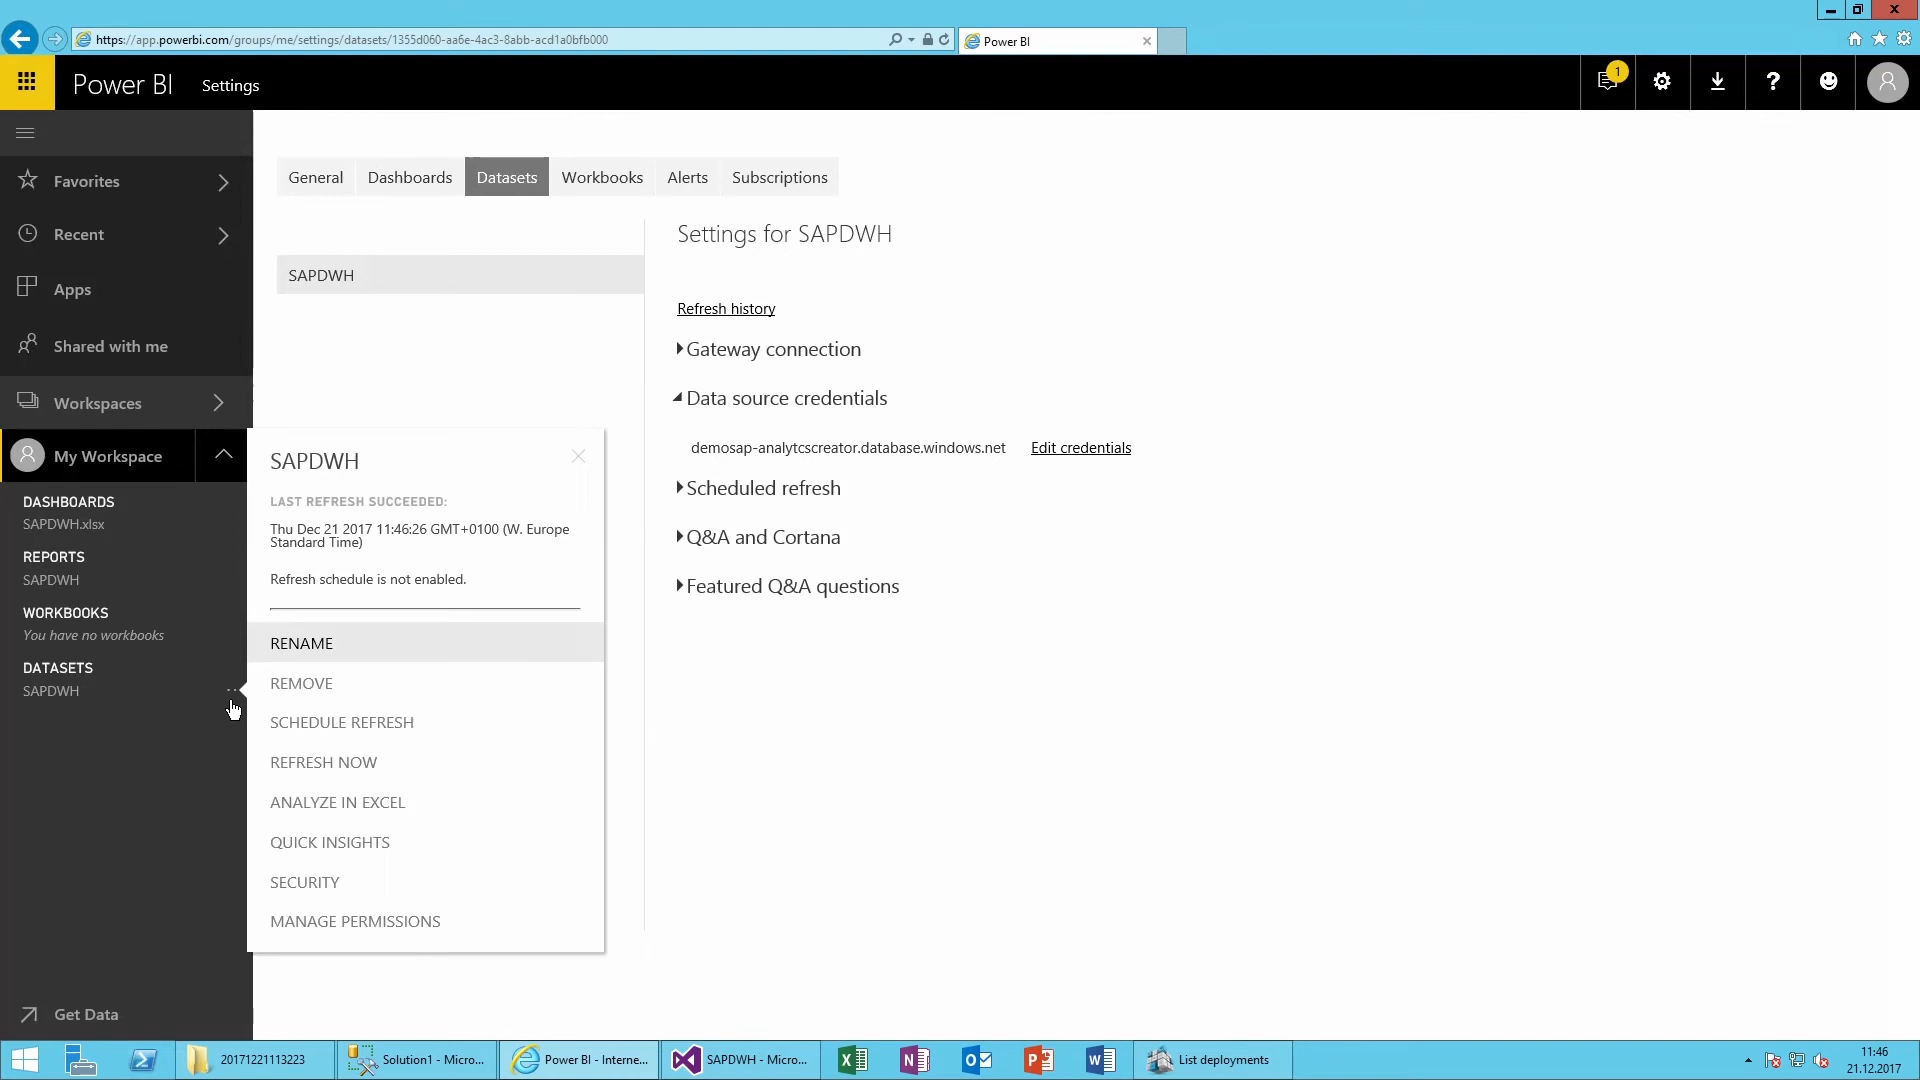 https://app.powerbi.com/groups/me/settings/datasets/1355d060-aa6e-4ac3-8abb-acd1a0bfb000
Power BI
Power BI
Settings
1
Favorites
Recent
Apps
Shared with me
Workspaces
My Workspace
DASHBOARDS
SAPDWH.xlsx
REPORTS
SAPDWH
WORKBOOKS
You have no workbooks
DATASETS
SAPDWH
Get Data
General
Dashboards
Datasets
Workbooks
Alerts
Subscriptions
SAPDWH
Settings for SAPDWH
Refresh history
Gateway connection
Data source credentials
demosap-analytcscreator.database.windows.net
Edit credentials
Scheduled refresh
Q&A and Cortana
Featured Q&A questions
SAPDWH
LAST REFRESH SUCCEEDED:
Thu Dec 21 2017 11:46:26 GMT+0100 (W. Europe
Standard Time)
Refresh schedule is not enabled.
RENAME
REMOVE
SCHEDULE REFRESH
REFRESH NOW
ANALYZE IN EXCEL
QUICK INSIGHTS
SECURITY
MANAGE PERMISSIONS
20171221113223
Solution1 - Micro...
Power BI - Interne...
SAPDWH - Micro...
List deployments
11:46
21.12.2017